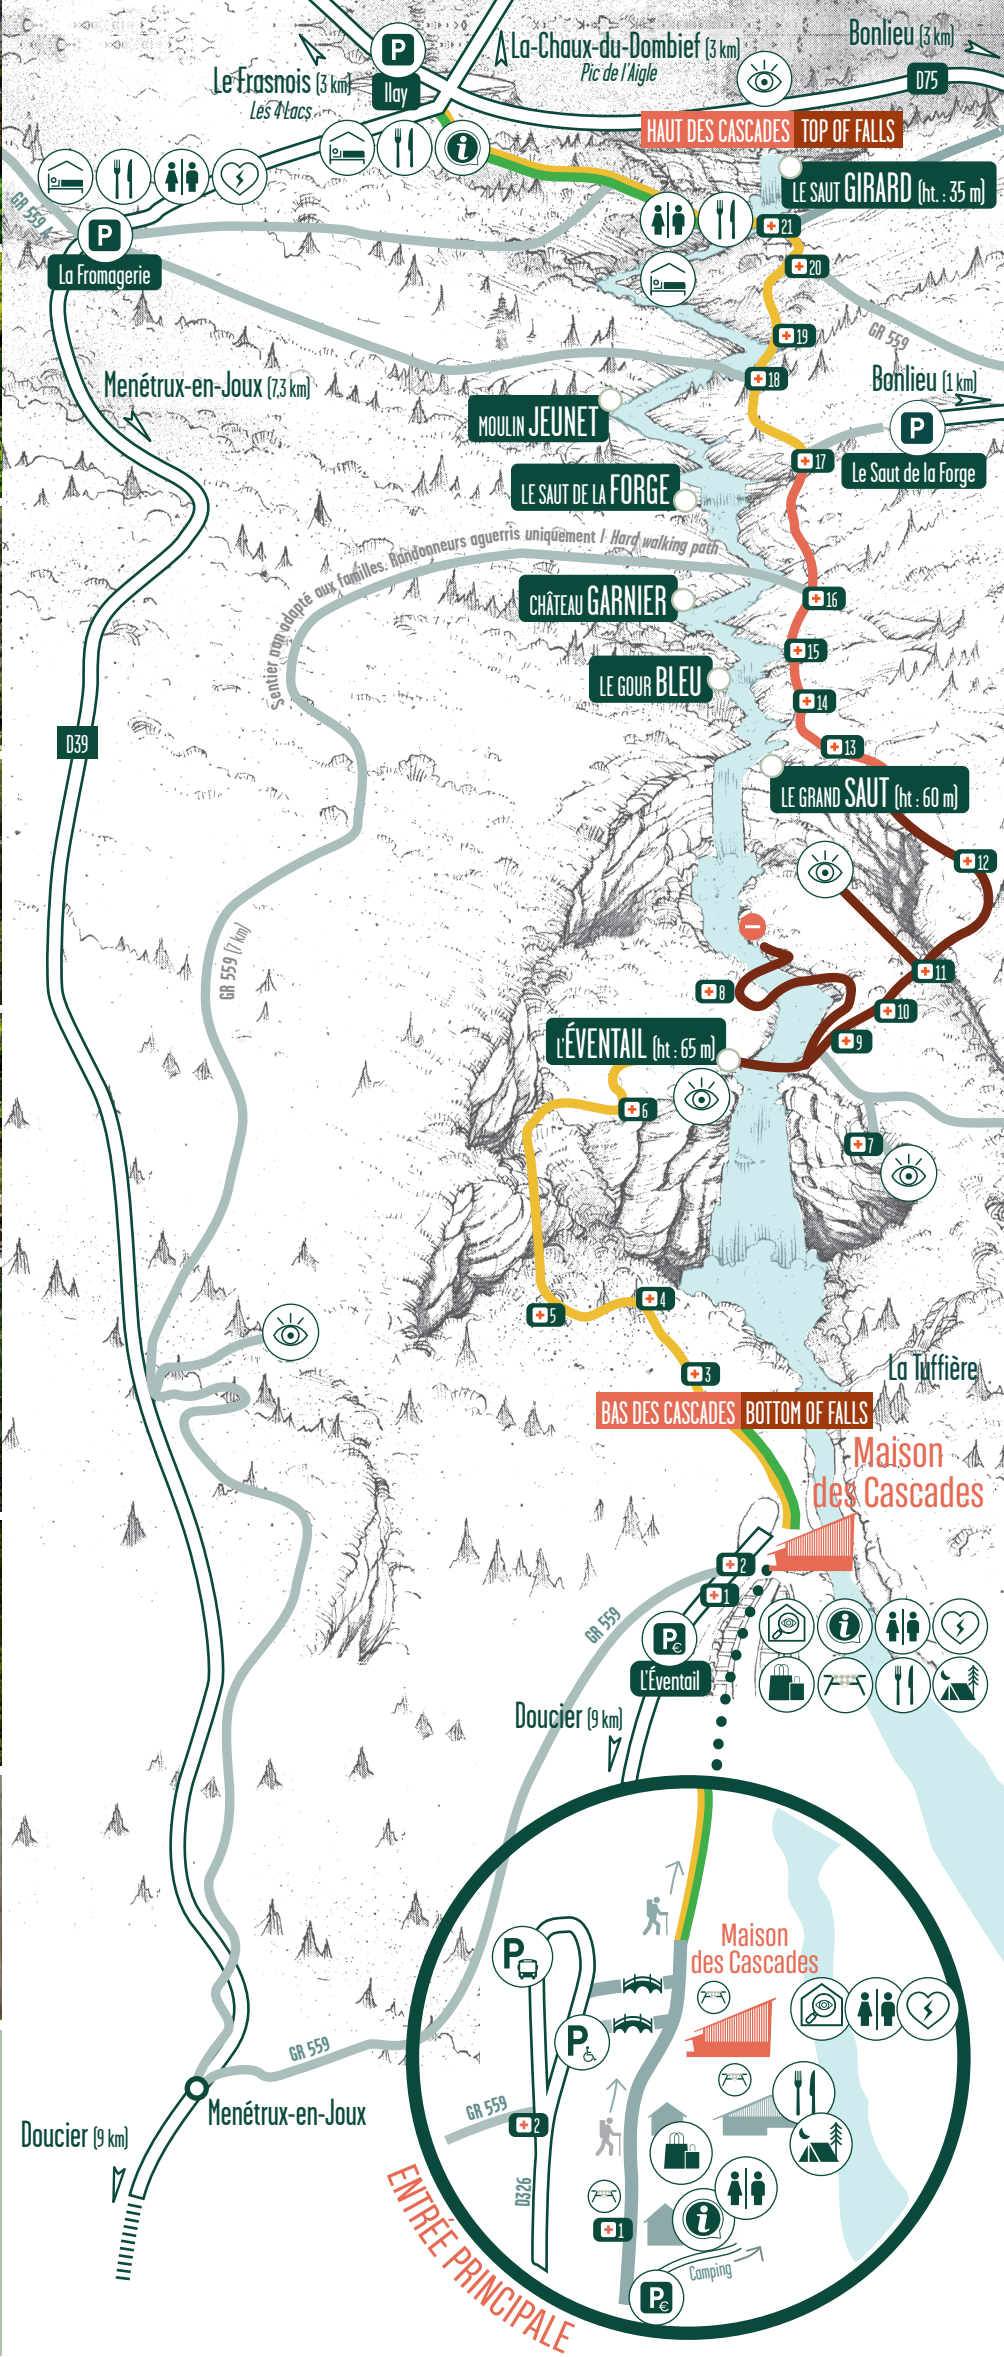 P
Ilay
La-Chaux-du-Dombief (3 km)
Pic de l'Aigle
Bonlieu (3 km)
Le Frasnois (3 km)
Les 4 Lacs
D75
HAUT DES CASCADES TOP OF FALLS
i
LE SAUT GIRARD (ht. : 35 m)
GR 559 A
P
La Fromagerie
21
20
19
GR 559
18
Menétrux-en-Joux (7,3 km)
Bonlieu (1 km)
MOULIN JEUNET
P
17
Le Saut de la Forge
LE SAUT DE LA FORGE
Sentier non adapté aux familles. Randonneurs aguerris uniquement / Hard walking path
CHÂTEAU GARNIER
16
15
LE GOUR BLEU
14
D39
13
LE GRAND SAUT (ht : 60 m)
12
GR 559 (7 km)
11
8
10
L'ÉVENTAIL (ht : 65 m)
9
6
7
4
5
La Tuffière
3
BAS DES CASCADES BOTTOM OF FALLS
Maison
des Cascades
2
1
GR 559
P€
i
L'Éventail
Doucier (9 km)
Maison
des Cascades
P
P
GR 559
GR 559
2
Menétrux-en-Joux
Doucier (9 km)
D326
1
i
Camping
P€
ENTRÉE PRINCIPALE